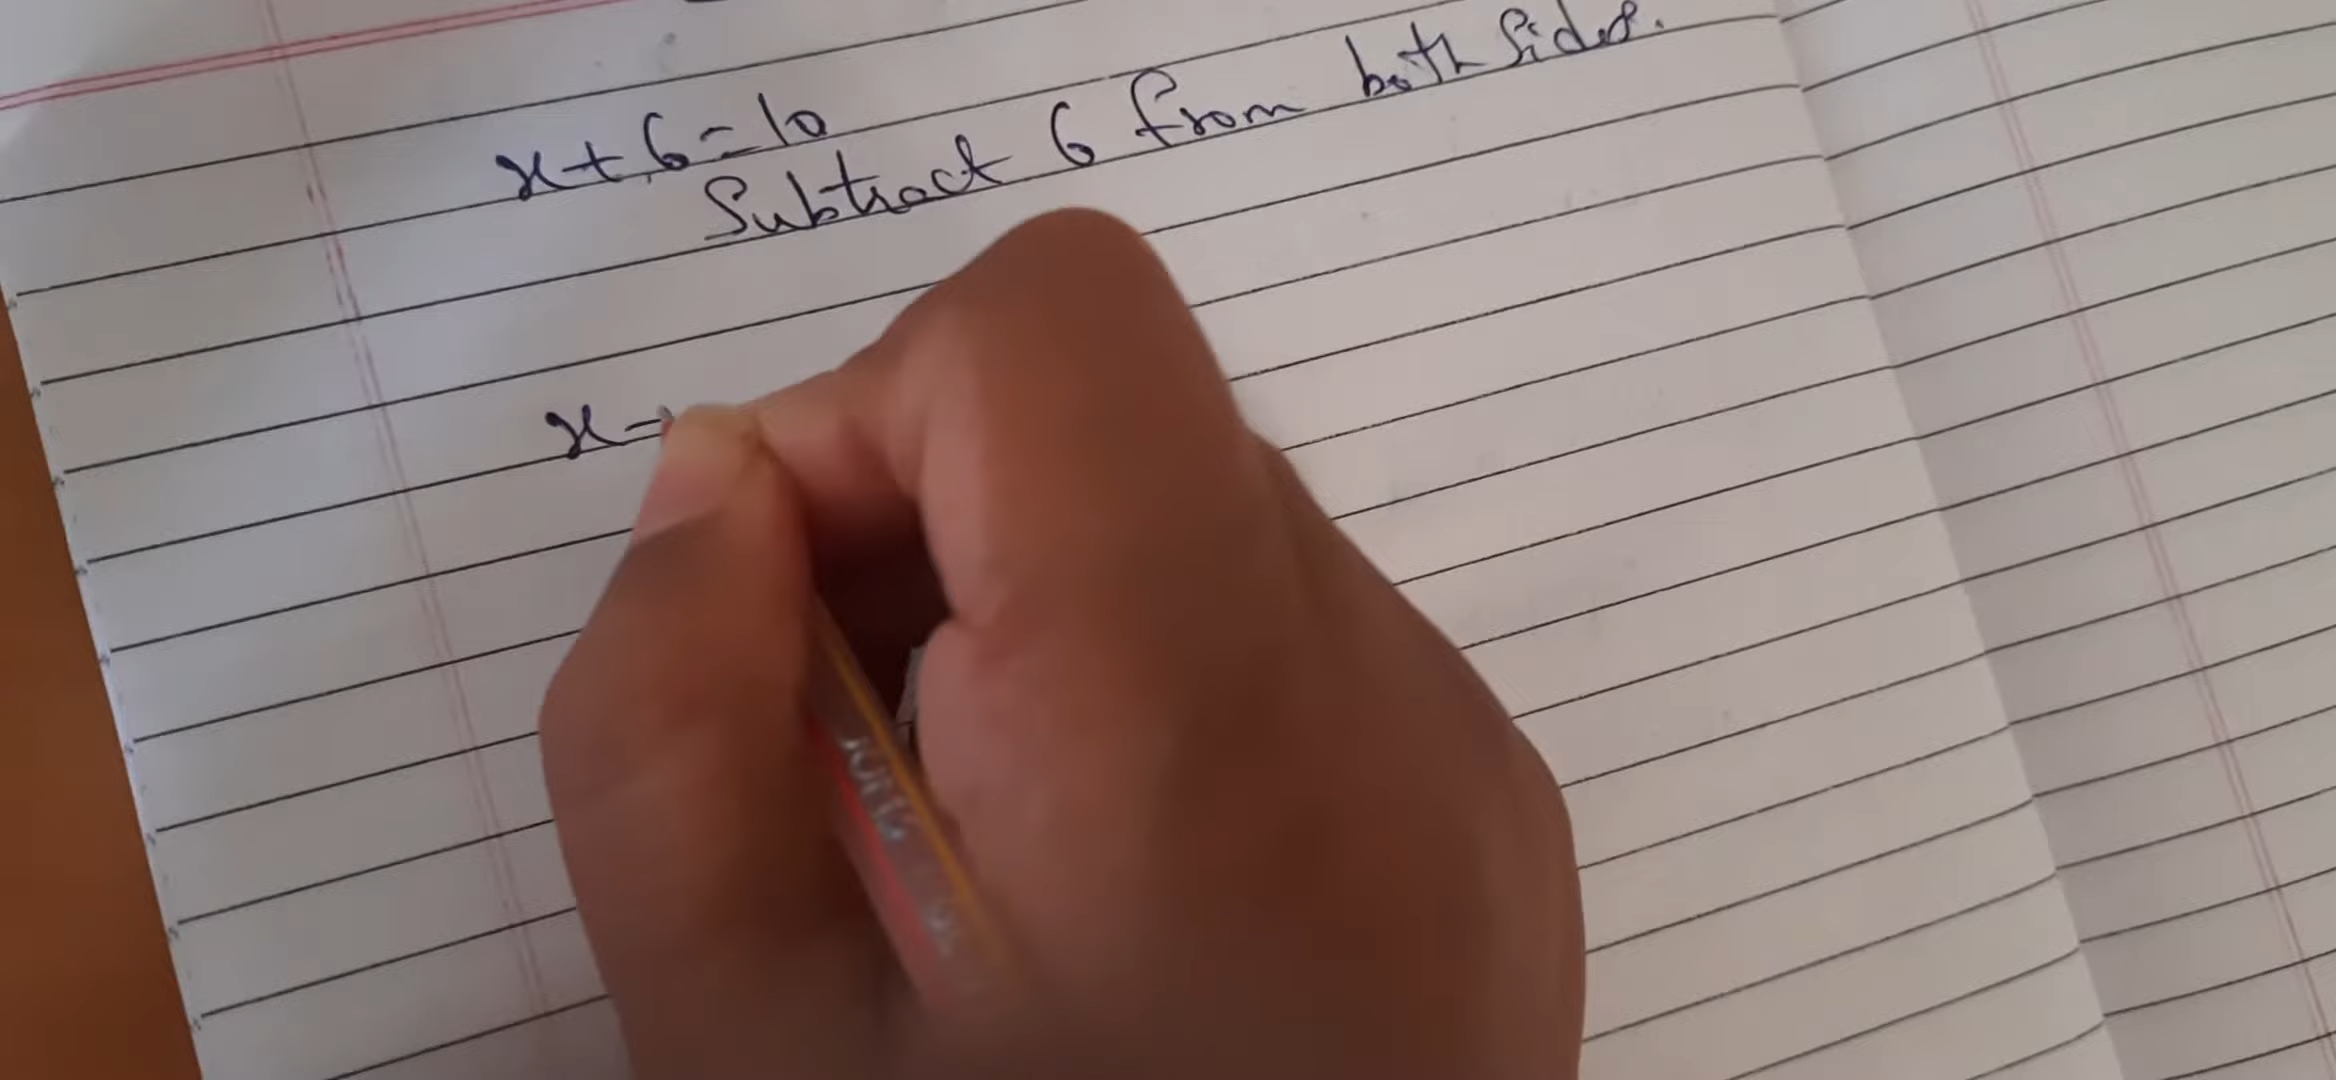 x+6=10
Subtract 6 from both sides.
x=